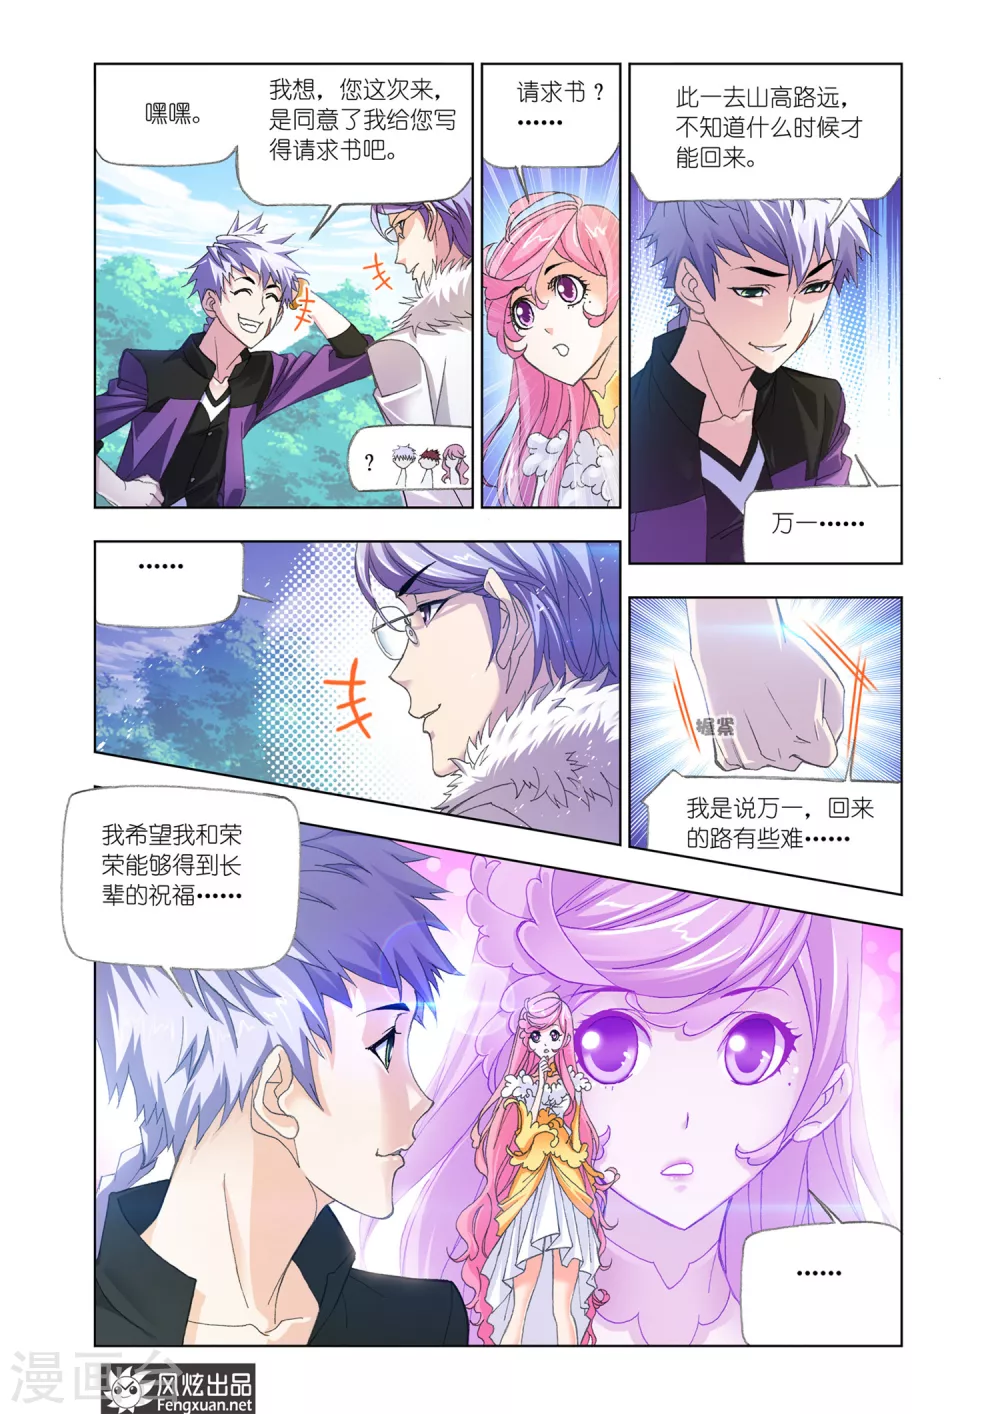 嘿嘿。
我想，您这次来，
是同意了我给您写
得请求书吧。
？
请求书？
……
此一去山高路远，
不知道什么时候才
能回来。
万一……
……
握紧
我是说万一，回来
的路有些难……
我希望我和荣
荣能够得到长
辈的祝福……
……
漫画台
风炫出品
Fengxuan.net